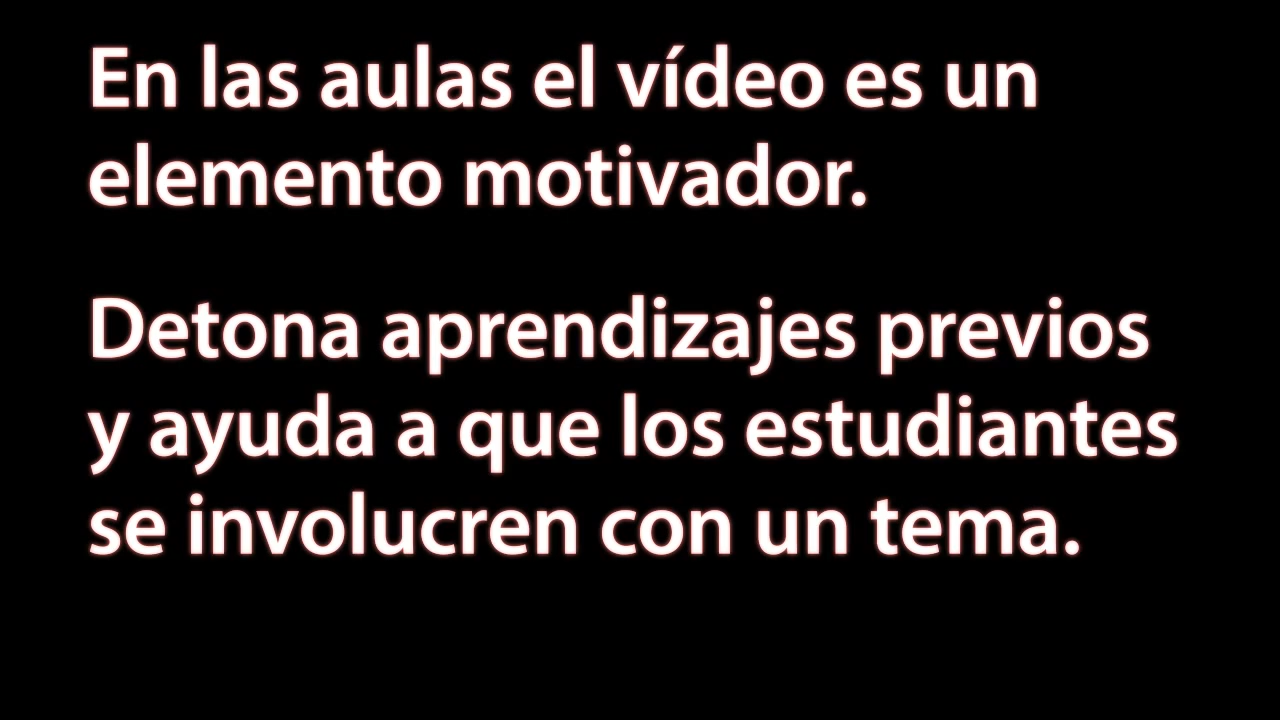 En las aulas el vídeo es un
elemento motivador.
Detona aprendizajes previos
y ayuda a que los estudiantes
se involucren con un tema.